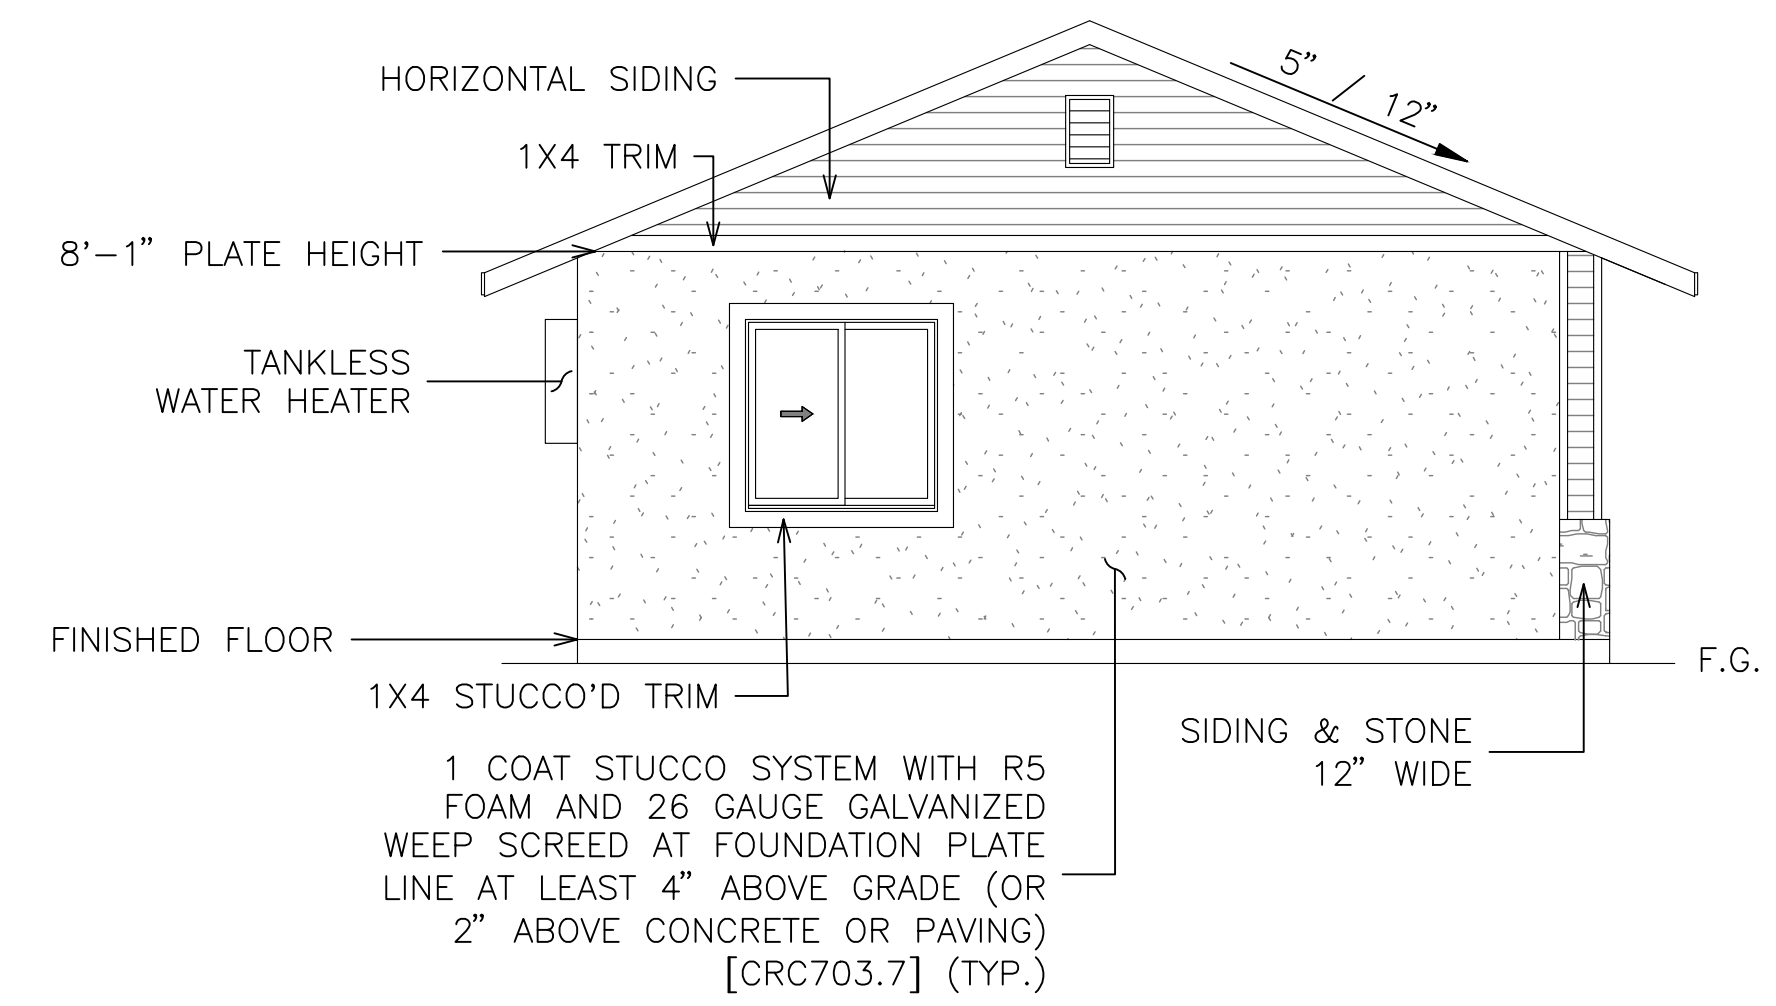 HORIZONTAL SIDING
5” / 12”
1X4 TRIM
8’-1” PLATE HEIGHT
TANKLESS
WATER HEATER
FINISHED FLOOR
F.G.
1X4 STUCCO’D TRIM
SIDING & STONE
12” WIDE
1 COAT STUCCO SYSTEM WITH R5
FOAM AND 26 GAUGE GALVANIZED
WEEP SCREED AT FOUNDATION PLATE
LINE AT LEAST 4” ABOVE GRADE (OR
2” ABOVE CONCRETE OR PAVING)
[CRC703.7] (TYP.)